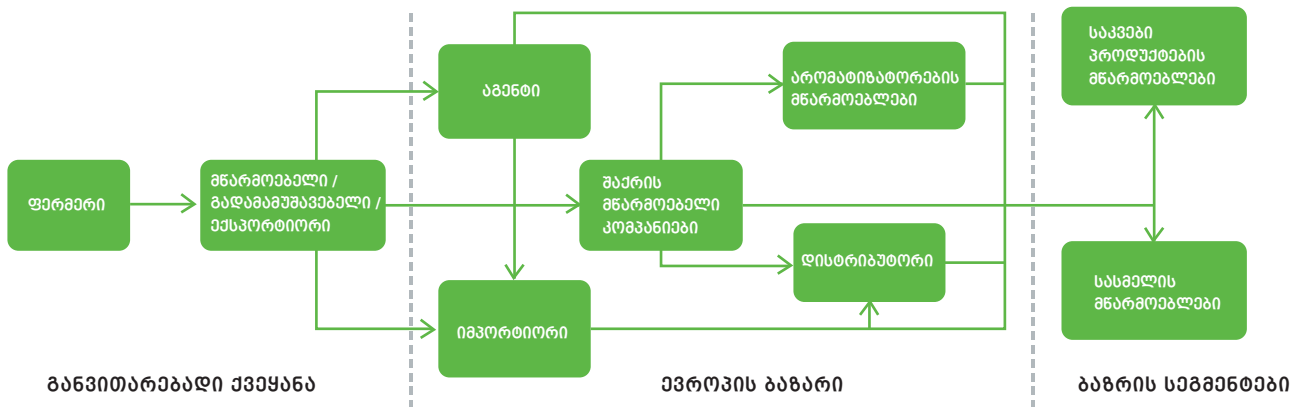 ფერმერი
მწარმოებელი /
გადამამუშავებელი /
ექსპორტიორი
აგენტი
იმპორტიორი
შაქრის
მწარმოებელი
კომპანიები
არომატიზატორების
მწარმოებლები
დისტრიბუტორი
საკვები
პროდუქტების
მწარმოებლები
სასმელის
მწარმოებლები
განვითარებადი ქვეყანა
ევროპის ბაზარი
ბაზრის სეგმენტები